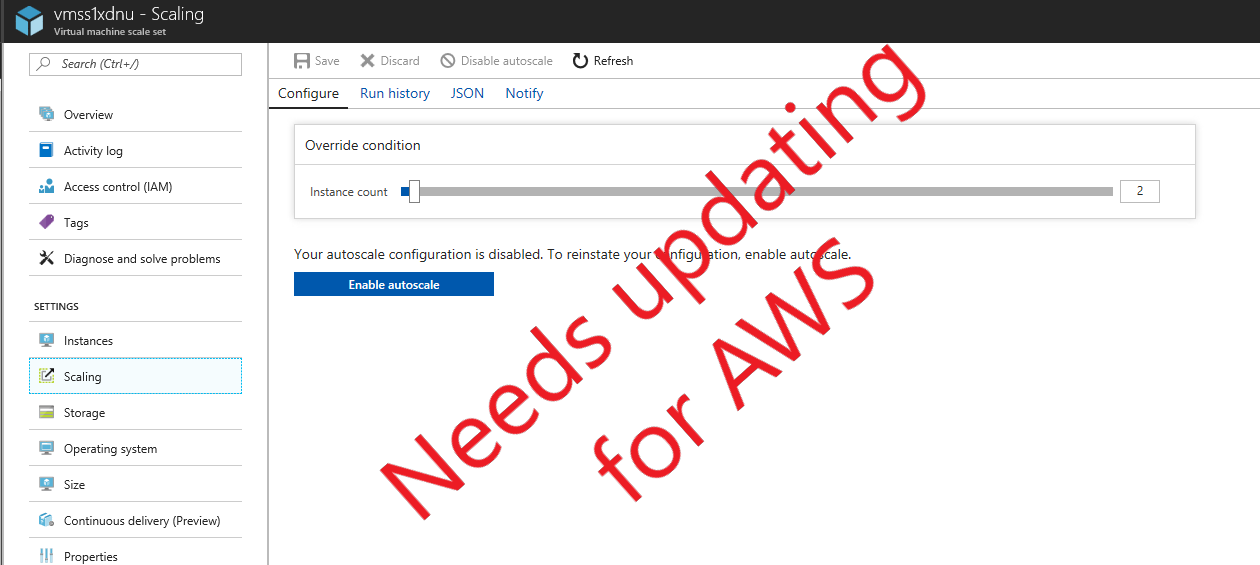 vmss1xdnu - Scaling
Virtual machine scale set
Search (Ctrl+/)
Overview
Activity log
Access control (IAM)
Tags
Diagnose and solve problems
SETTINGS
Instances
Scaling
Storage
Operating system
Size
Continuous delivery (Preview)
Properties
Save Discard Disable autoscale Refresh
Configure Run history JSON Notify
Override condition
Instance count 2
Your autoscale configuration is disabled. To reinstate your configuration, enable autoscale.
Enable autoscale
Needs updating
for AWS